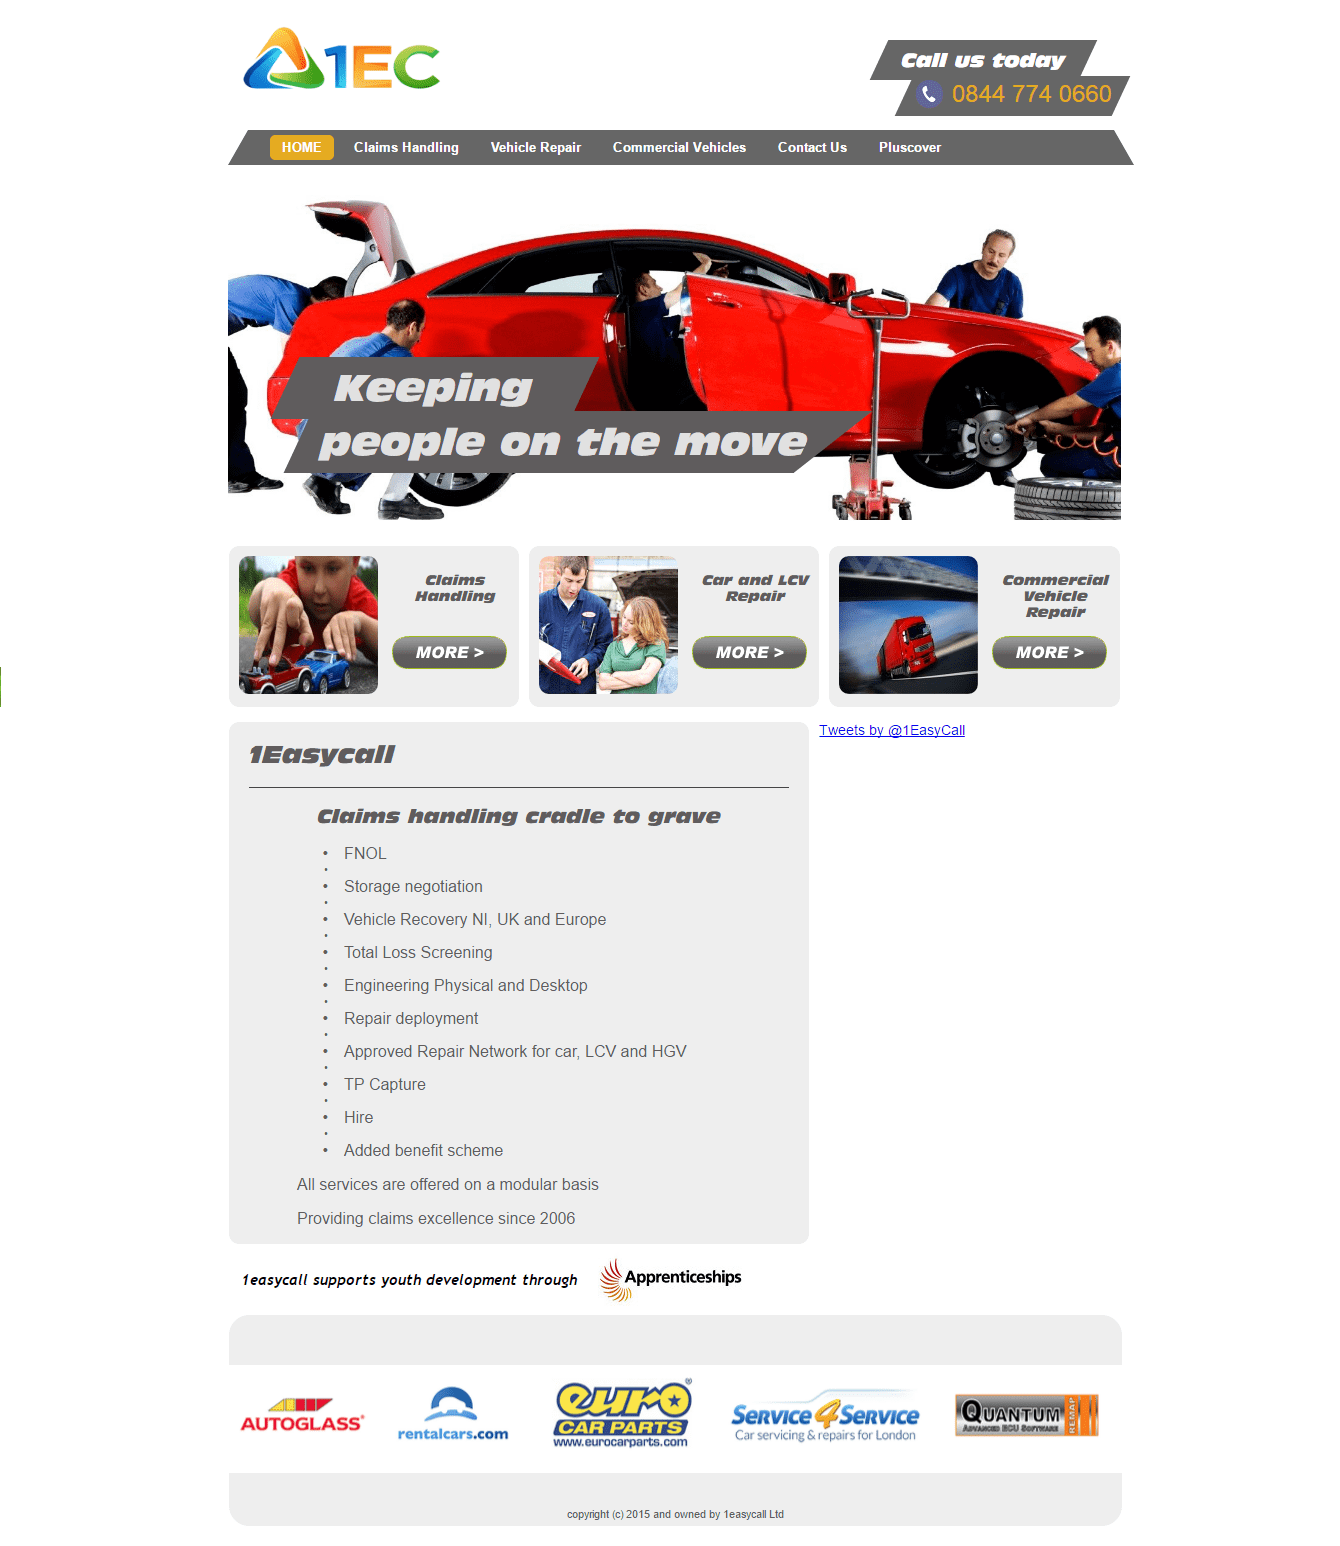 1EC
Call us today
0844 774 0660
HOME Claims Handling Vehicle Repair Commercial Vehicles Contact Us Pluscover
Keeping
people on the move
Claims
Handling
MORE >
Car and LCV
Repair
MORE >
Commercial
Vehicle
Repair
MORE >
1Easycall
Claims handling cradle to grave
• FNOL
•
• Storage negotiation
•
• Vehicle Recovery NI, UK and Europe
•
• Total Loss Screening
•
• Engineering Physical and Desktop
•
• Repair deployment
•
• Approved Repair Network for car, LCV and HGV
•
• TP Capture
•
• Hire
•
• Added benefit scheme
All services are offered on a modular basis
Providing claims excellence since 2006
Tweets by @1EasyCall
1easycall supports youth development through
Apprenticeships
AUTOGLASS®
rentalcars.com
euro®
CAR PARTS
www.eurocarparts.com
Service4Service
Car servicing & repairs for London
QUANTUM
ADVANCED ECU SOFTWARE
REMAP
copyright (c) 2015 and owned by 1easycall Ltd